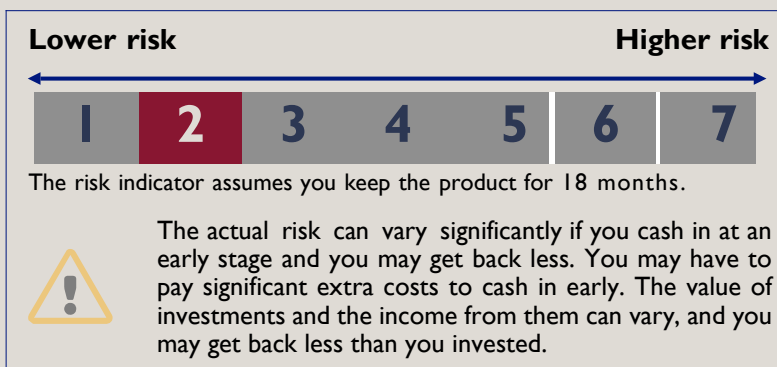 Lower risk Higher risk
1 2 3 4 5 6 7
The risk indicator assumes you keep the product for 18 months.
The actual risk can vary significantly if you cash in at an
early stage and you may get back less. You may have to
pay significant extra costs to cash in early. The value of
investments and the income from them can vary, and you
may get back less than you invested.